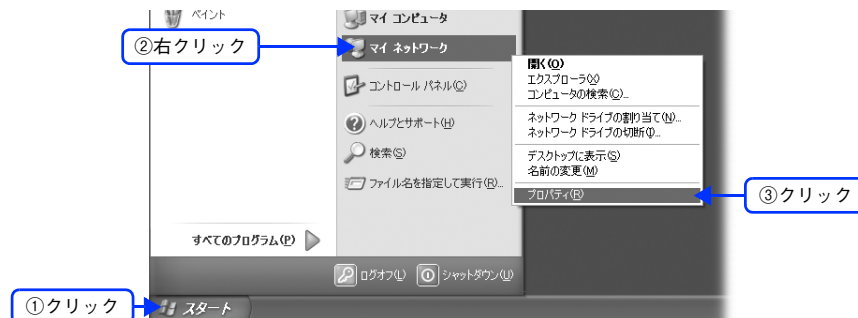 ペイント
マイ コンピュータ
②右クリック
マイ ネットワーク
開く(O)
エクスプローラ(X)
コンピュータの検索(C)...
ネットワーク ドライブの割り当て(N)...
ネットワーク ドライブの切断(I)...
デスクトップに表示(S)
名前の変更(M)
プロパティ(R)
③クリック
コントロール パネル(C)
ヘルプとサポート(H)
検索(S)
ファイル名を指定して実行(R)...
すべてのプログラム(P)
ログオフ(L)
シャットダウン(U)
①クリック
スタート